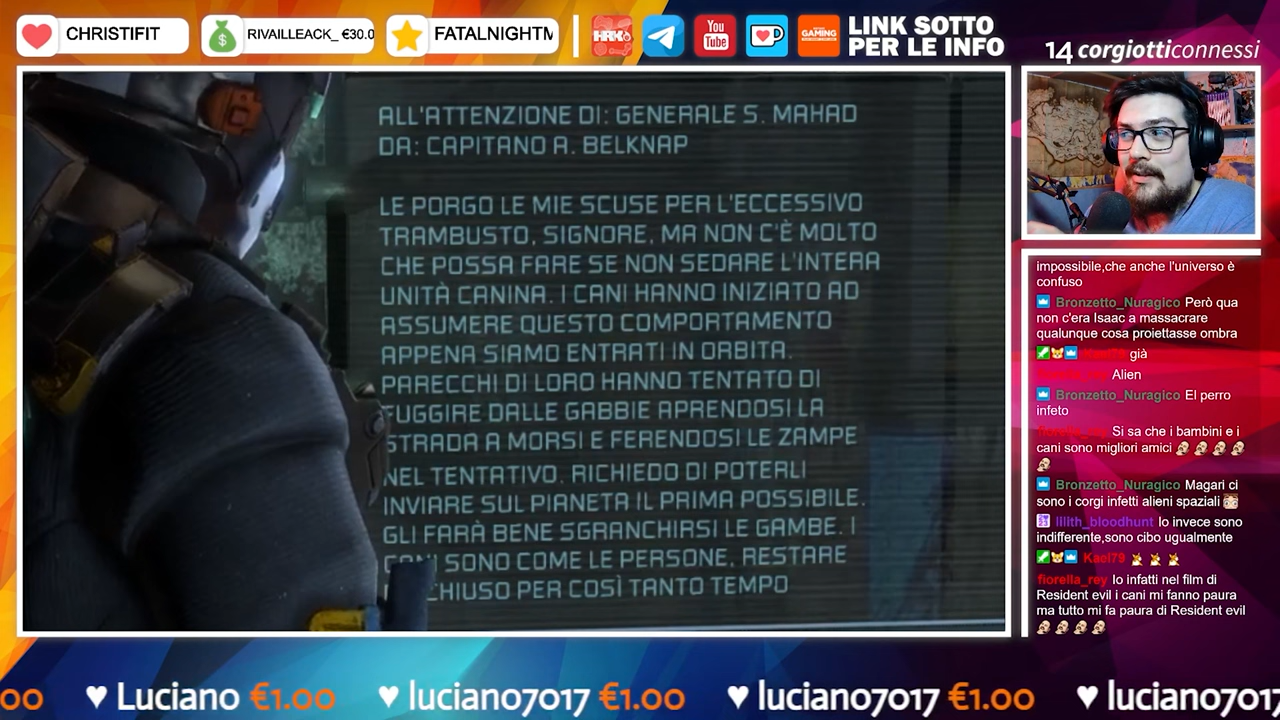 CHRISTIFIT
RIVAILLEACK_ €30.0
FATALNIGHTM
HRK
You
Tube
GAMING
LINK SOTTO
PER LE INFO
14 corgiotticonnessi
ALL'ATTENZIONE DI: GENERALE S. MAHAD
DA: CAPITANO A. BELKNAP
LE PORGO LE MIE SCUSE PER L'ECCESSIVO
TRAMBUSTO, SIGNORE, MA NON C'È MOLTO
CHE POSSA FARE SE NON SEDARE L'INTERA
UNITÀ CANINA. I CANI HANNO INIZIATO AD
ASSUMERE QUESTO COMPORTAMENTO
APPENA SIAMO ENTRATI IN ORBITA.
PARECCHI DI LORO HANNO TENTATO DI
FUGGIRE DALLE GABBIE APRENDOSI LA
STRADA A MORSI E FERENDOSI LE ZAMPE
NEL TENTATIVO. RICHIEDO DI POTERLI
INVIARE SUL PIANETA IL PRIMA POSSIBILE.
GLI FARÀ BENE SGRANCHIRSI LE GAMBE. I
CANI SONO COME LE PERSONE, RESTARE
CHIUSO PER COSÌ TANTO TEMPO
impossibile,che anche l'universo è
confuso
Bronzetto_Nuragico Però qua
non c'era Isaac a massacrare
qualunque cosa proiettasse ombra
Kael79 già
fiorella_rey Alien
Bronzetto_Nuragico El perro
infeto
fiorella_rey Si sa che i bambini e i
cani sono migliori amici
Bronzetto_Nuragico Magari ci
sono i corgi infetti alieni spaziali
lilith_bloodhunt Io invece sono
indifferente,sono cibo ugualmente
Kael79
fiorella_rey Io infatti nel film di
Resident evil i cani mi fanno paura
ma tutto mi fa paura di Resident evil
00 ♥ Luciano €1.00 ♥ luciano7017 €1.00 ♥ luciano7017 €1.00 ♥ luciano7017